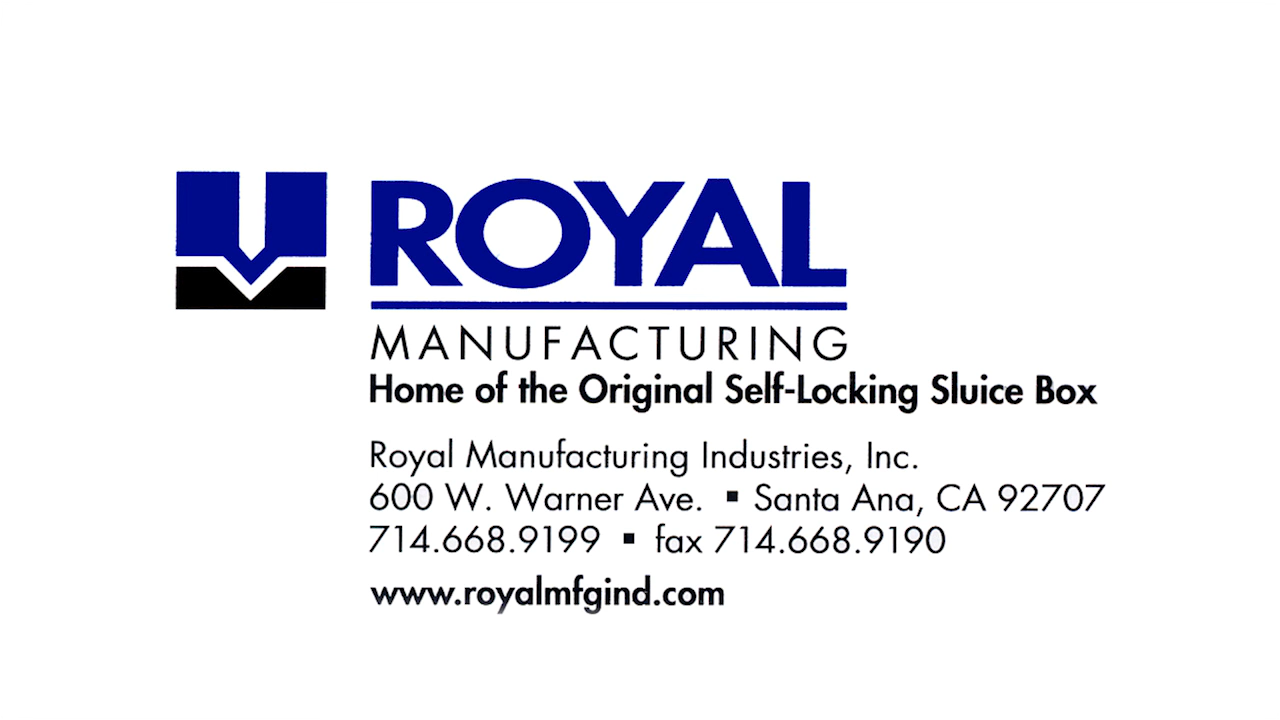 ROYAL
MANUFACTURING
Home of the Original Self-Locking Sluice Box
Royal Manufacturing Industries, Inc.
600 W. Warner Ave. ▪ Santa Ana, CA 92707
714.668.9199 ▪ fax 714.668.9190
www.royalmfgind.com